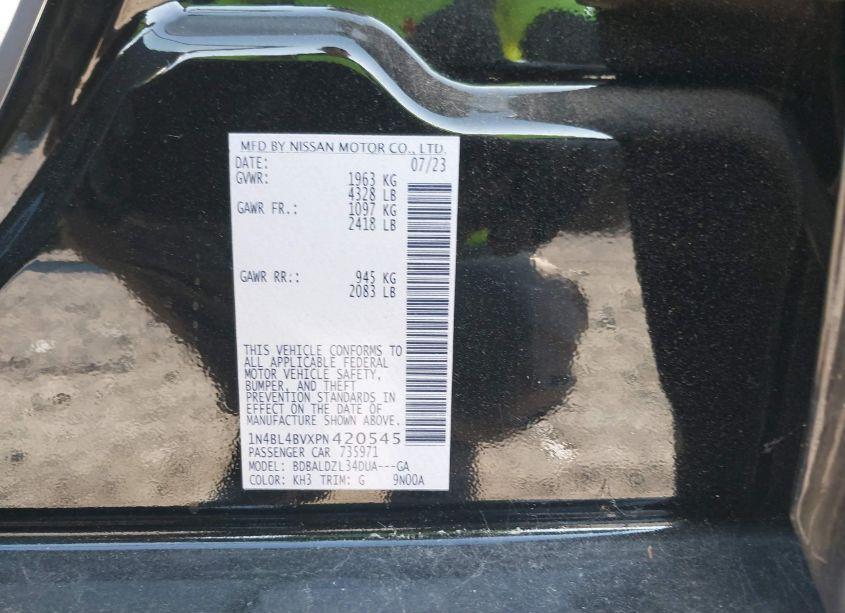 MFD BY NISSAN MOTOR CO., LTD.
DATE: 07/23
GVWR: 1963 KG
4328 LB
GAWR FR.: 1097 KG
2418 LB
GAWR RR.: 945 KG
2083 LB
THIS VEHICLE CONFORMS TO
ALL APPLICABLE FEDERAL
MOTOR VEHICLE SAFETY,
BUMPER, AND THEFT
PREVENTION STANDARDS IN
EFFECT ON THE DATE OF
MANUFACTURE SHOWN ABOVE.
1N4BL4BVXPN420545
PASSENGER CAR 735971
MODEL: BDBALDZL34DUA---GA
COLOR: KH3 TRIM: G 9N00A